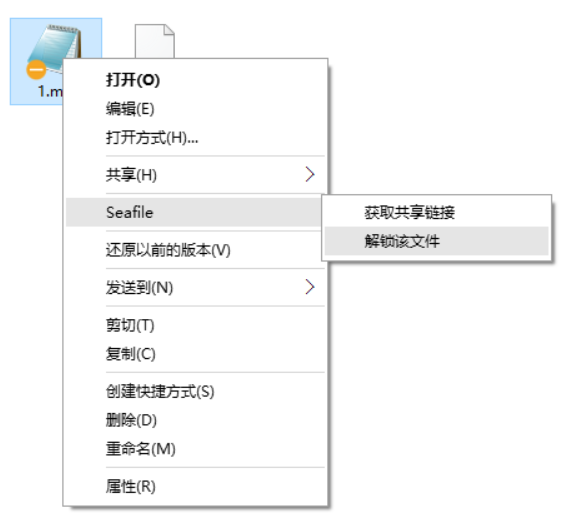 1.m
打开(O)
编辑(E)
打开方式(H)...
共享(H)
Seafile
获取共享链接
解锁该文件
还原以前的版本(V)
发送到(N)
剪切(T)
复制(C)
创建快捷方式(S)
删除(D)
重命名(M)
属性(R)